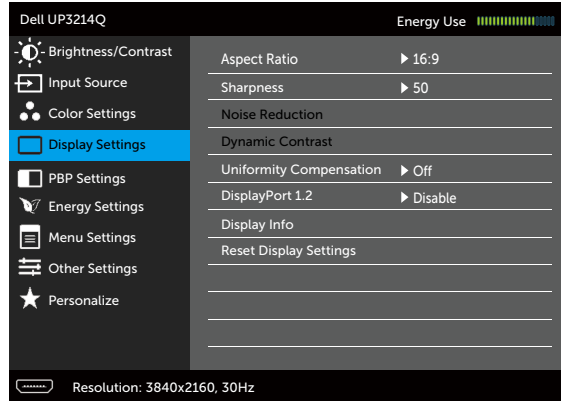 Dell UP3214Q
Energy Use
Brightness/Contrast
Input Source
Color Settings
Display Settings
PBP Settings
Energy Settings
Menu Settings
Other Settings
Personalize
Aspect Ratio 16:9
Sharpness 50
Noise Reduction
Dynamic Contrast
Uniformity Compensation Off
DisplayPort 1.2 Disable
Display Info
Reset Display Settings
Resolution: 3840x2160, 30Hz